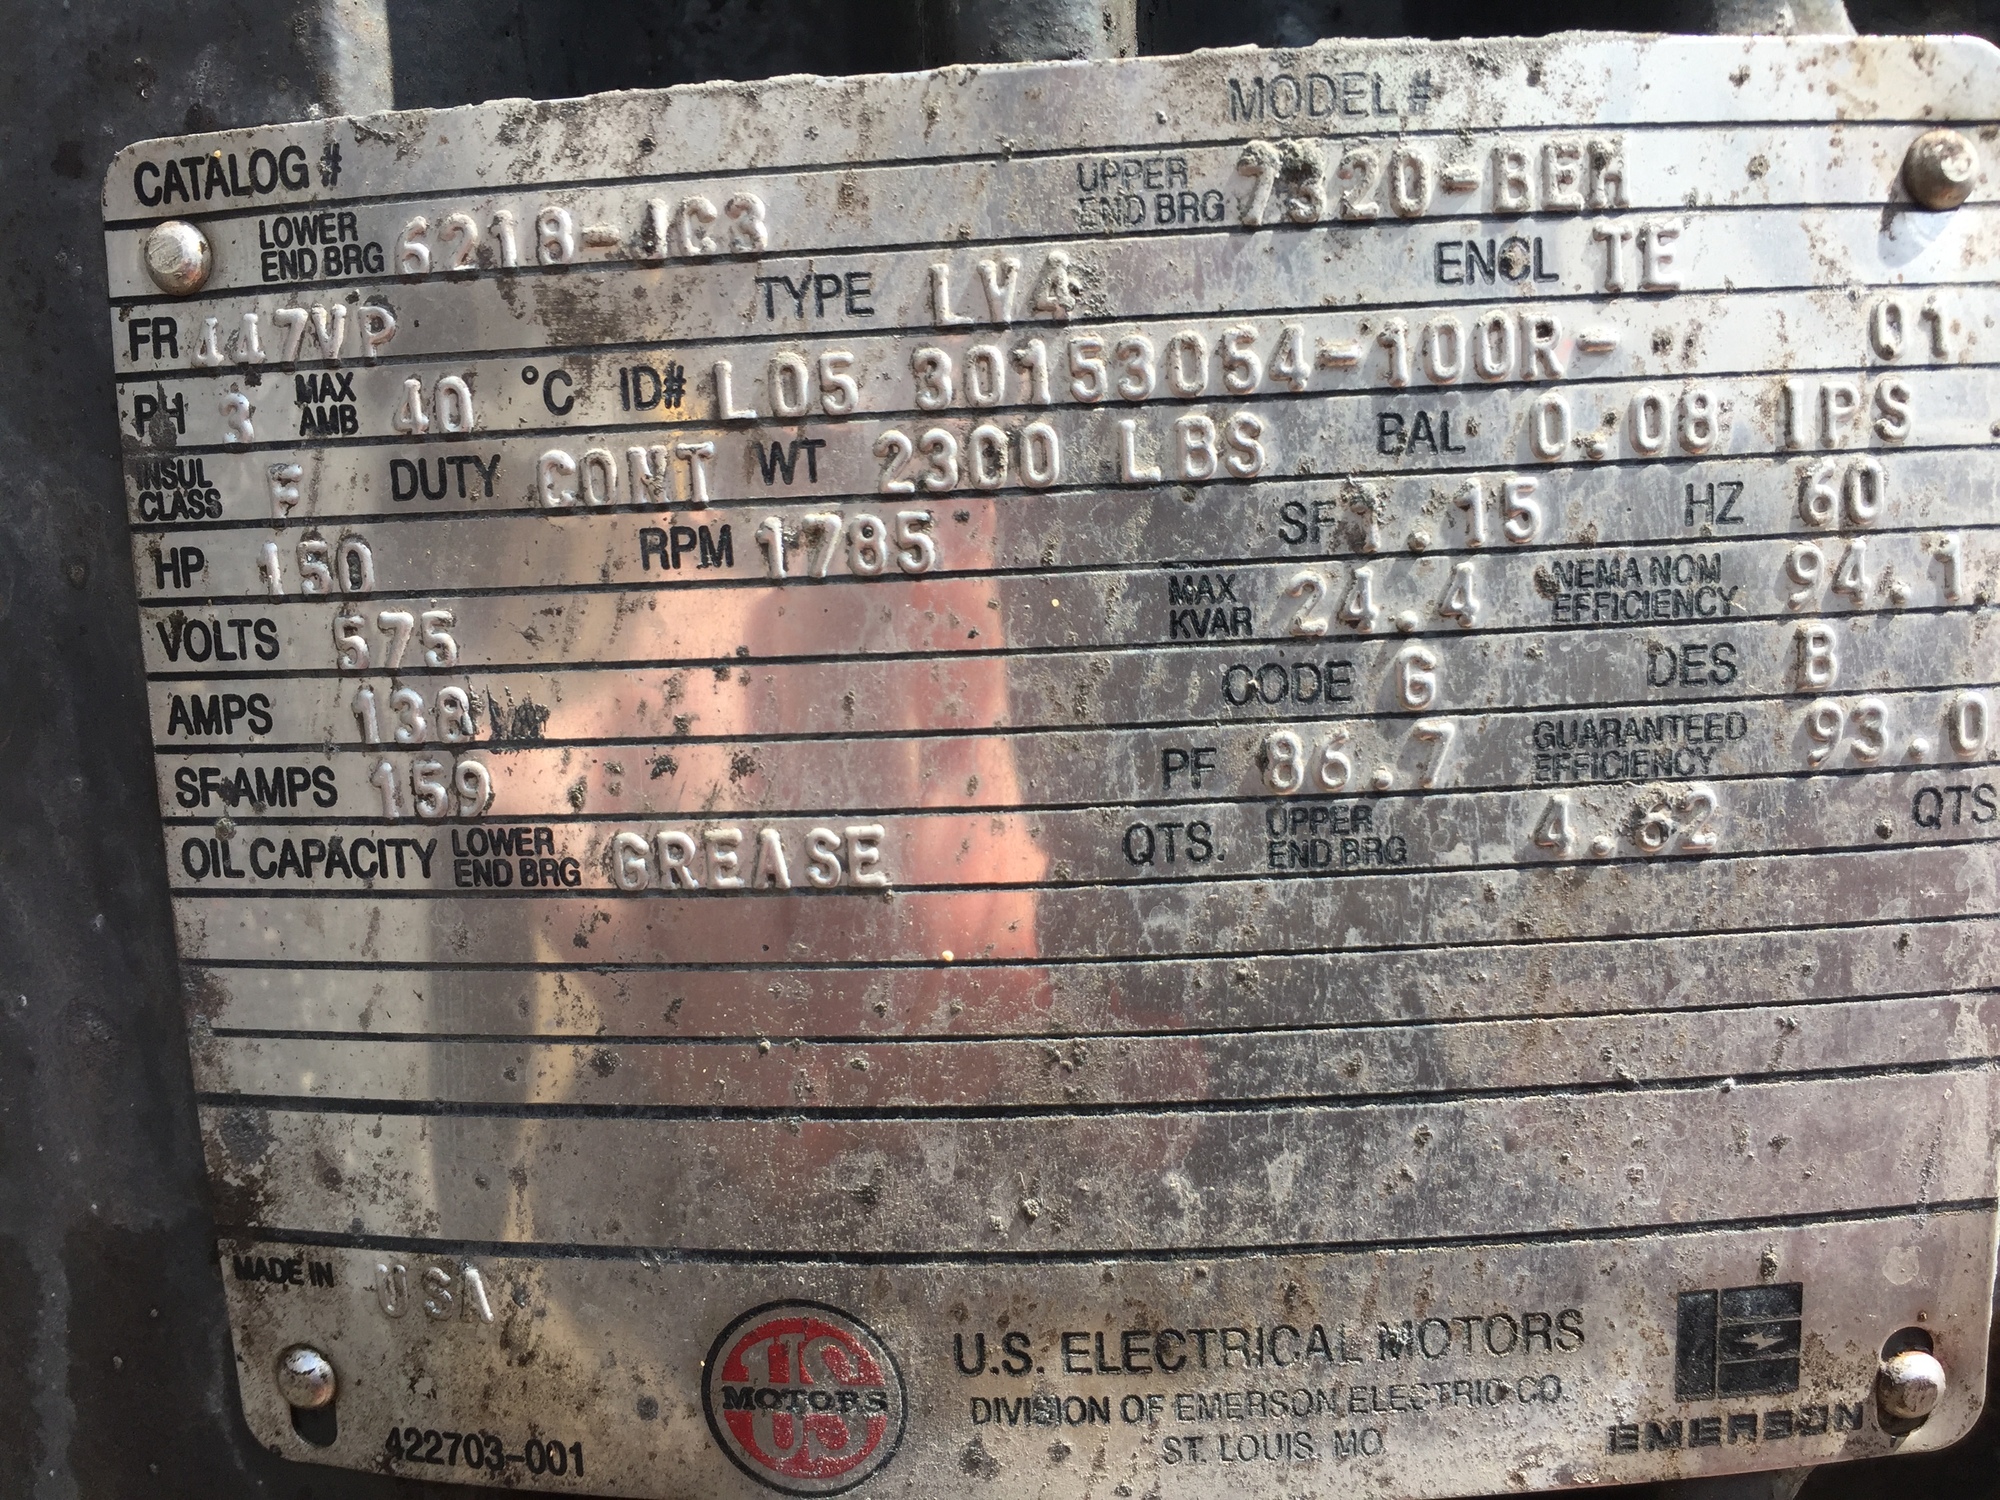 MODEL#
CATALOG #
LOWER END BRG 6218-JC3 UPPER END BRG 7320-BEM
FR 447VP TYPE LV4 ENCL TE
PH 3 MAX AMB 40 °C ID# L05 30153054-100R- 01
INSUL CLASS F DUTY CONT WT 2300 LBS BAL 0.08 IPS
HP 150 RPM 1785 SF 1.15 HZ 60
VOLTS 575 MAX KVAR 24.4 NEMA NOM EFFICIENCY 94.1
AMPS 138 CODE G DES B
SF AMPS 159 PF 86.7 GUARANTEED EFFICIENCY 93.0
OIL CAPACITY LOWER END BRG GREASE QTS. UPPER END BRG 4.62 QTS
MADE IN USA
US MOTORS
U.S. ELECTRICAL MOTORS
DIVISION OF EMERSON ELECTRIC CO.
ST. LOUIS, MO.
EMERSON
422703-001